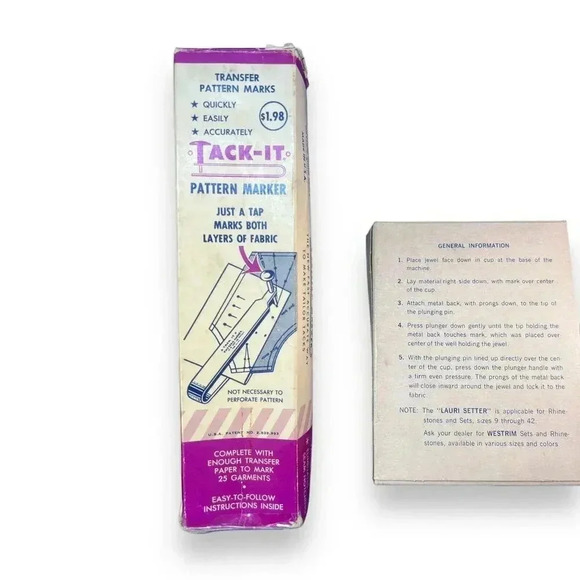 TRANSFER
PATTERN MARKS
★ QUICKLY
★ EASILY
★ ACCURATELY
$1.98
TACK-IT
PATTERN MARKER
JUST A TAP
MARKS BOTH
LAYERS OF FABRIC
NOT NECESSARY TO
PERFORATE PATTERN
U.S.A. PATENT NO.
COMPLETE WITH
ENOUGH TRANSFER
PAPER TO MARK
25 GARMENTS
EASY-TO-FOLLOW
INSTRUCTIONS INSIDE
TO MAKE TAILOR TACKS
GENERAL INFORMATION
1. Place jewel face down in cup at the base of the
machine.
2. Lay material right side down, with mark over center
of the cup.
3. Attach metal back, with prongs down, to the tip of
the plunging pin.
4. Press plunger down gently until the tip holding the
metal back touches mark, which was placed over
center of the well holding the jewel.
5. With the plunging pin lined up directly over the cen-
ter of the cup, press down the plunger handle with
a firm even pressure. The prongs of the metal back
will close inward around the jewel and lock it to the
fabric
NOTE: The "LAURI SETTER" is applicable for Rhine-
stones and Sets, sizes 9 through 42.
Ask your dealer for WESTRIM Sets and Rhine-
stones, available in various sizes and colors.